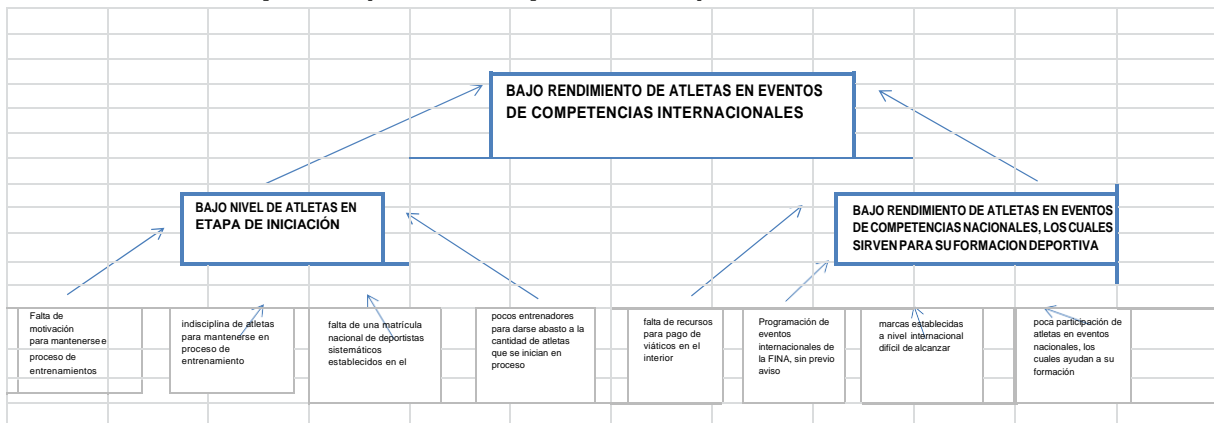 BAJO RENDIMIENTO DE ATLETAS EN EVENTOS
DE COMPETENCIAS INTERNACIONALES
BAJO NIVEL DE ATLETAS EN
ETAPA DE INICIACIÓN
BAJO RENDIMIENTO DE ATLETAS EN EVENTOS
DE COMPETENCIAS NACIONALES, LOS CUALES
SIRVEN PARA SU FORMACION DEPORTIVA
Falta de
motivación
para mantenerse e
proceso de
entrenamientos
indisciplina de atletas
para mantenerse en
proceso de
entrenamiento
falta de una matrícula
nacional de deportistas
sistemáticos
establecidos en el
pocos entrenadores
para darse abasto a la
cantidad de atletas
que se inician en
proceso
falta de recursos
para pago de
viáticos en el
interior
Programación de
eventos
internacionales de
la FINA, sin previo
aviso
marcas establecidas
a nivel internacional
difícil de alcanzar
poca participación de
atletas en eventos
nacionales, los
cuales ayudan a su
formación